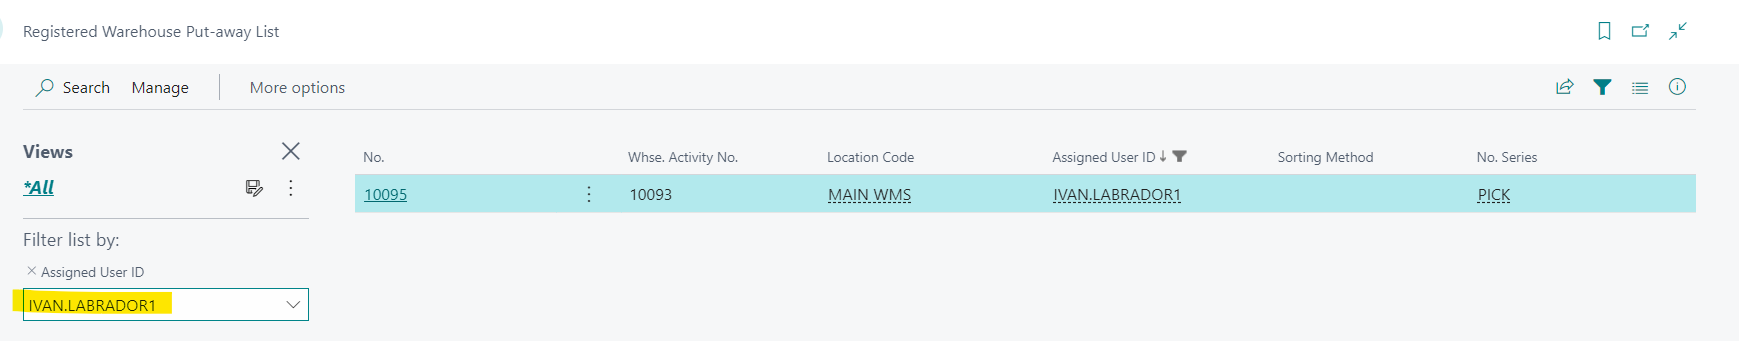 Registered Warehouse Put-away List
Search Manage More options
Views
*All
Filter list by:
× Assigned User ID
IVAN.LABRADOR1
No. Whse. Activity No. Location Code Assigned User ID ↓ Sorting Method No. Series
10095 10093 MAIN WMS IVAN.LABRADOR1 PICK